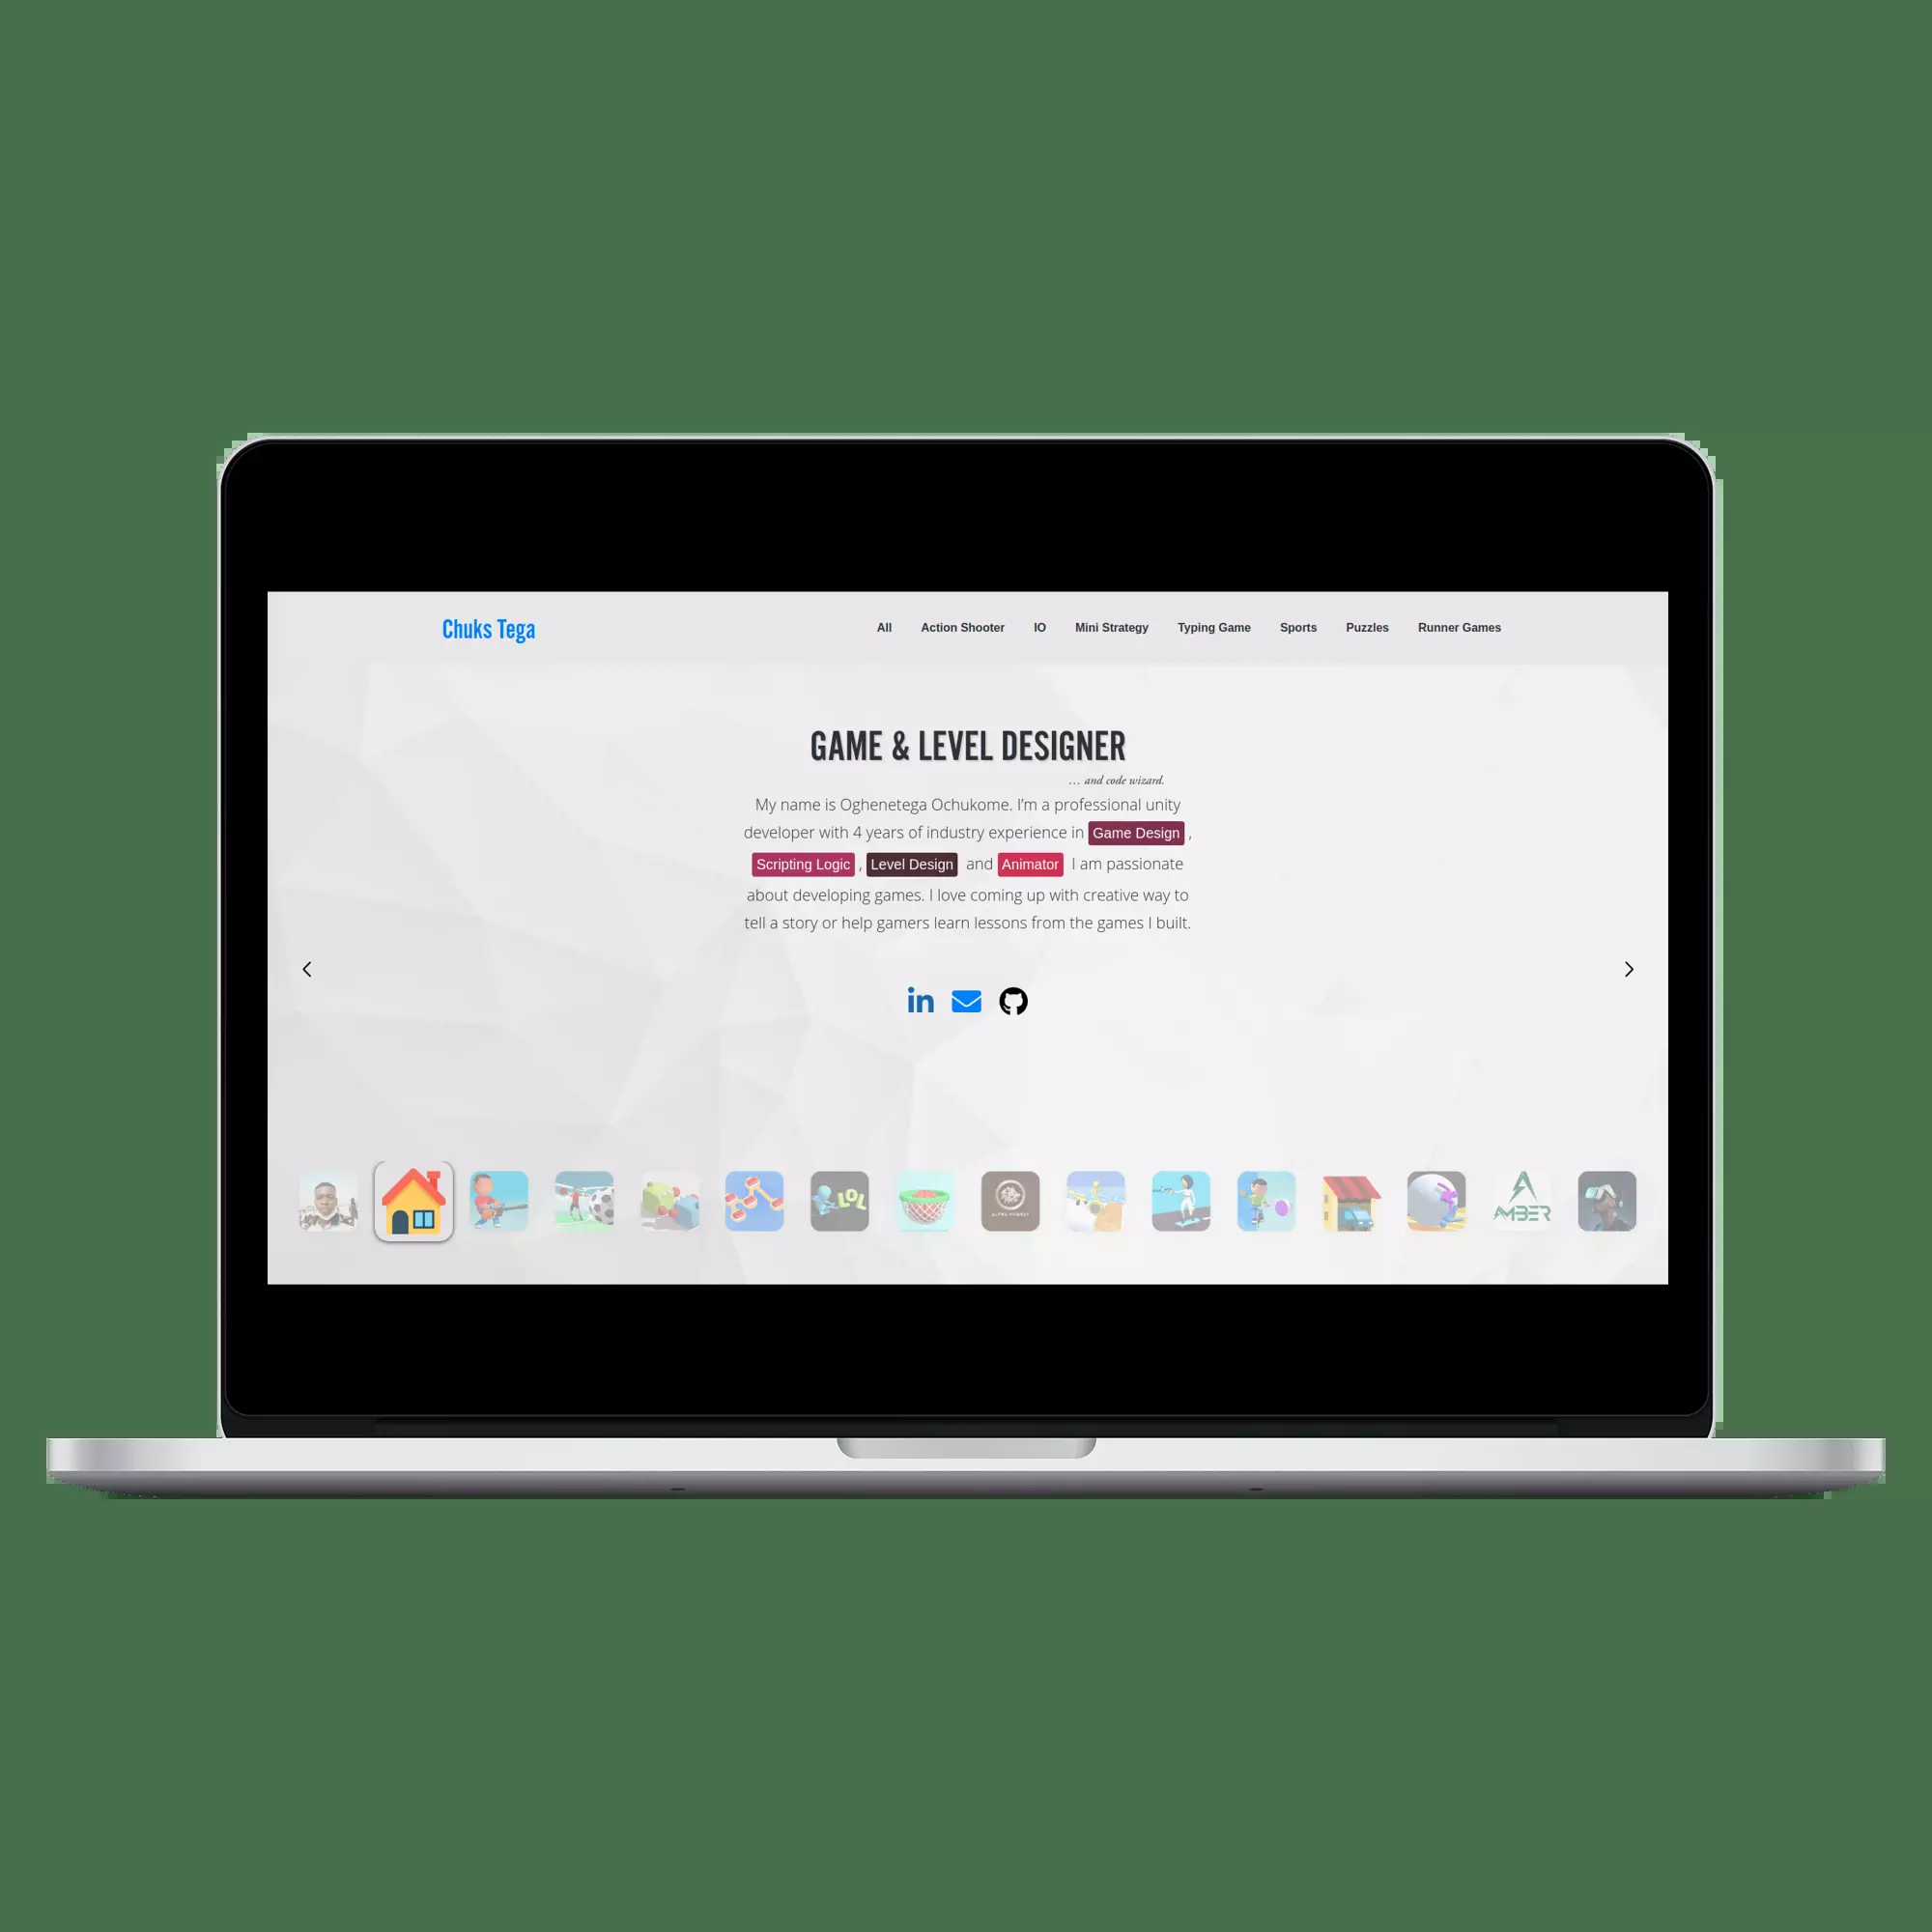 Chuks Tega
All Action Shooter IO Mini Strategy Typing Game Sports Puzzles Runner Games
GAME & LEVEL DESIGNER
... and code wizard.
My name is Oghenetega Ochukome. I'm a professional unity
developer with 4 years of industry experience in Game Design ,
Scripting Logic , Level Design and Animator I am passionate
about developing games. I love coming up with creative way to
tell a story or help gamers learn lessons from the games I built.
in
LOL
AMBER